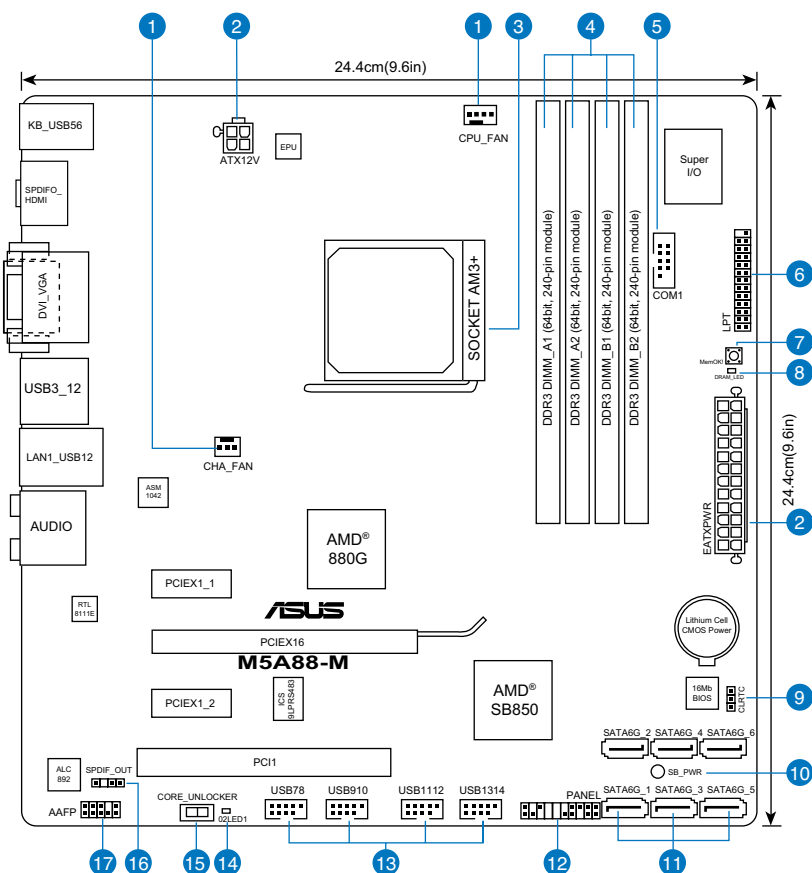 1 2 1 3 4 5
24.4cm(9.6in)
KB_USB56
ATX12V
EPU
CPU_FAN
Super
I/O
SPDIFO_
HDMI
DVI_VGA
SOCKET AM3+
DDR3 DIMM_A1 (64bit, 240-pin module)
DDR3 DIMM_A2 (64bit, 240-pin module)
DDR3 DIMM_B1 (64bit, 240-pin module)
DDR3 DIMM_B2 (64bit, 240-pin module)
COM1
LPT
6
7
MemOK!
8
DRAM_LED
USB3_12
1
CHA_FAN
LAN1_USB12
ASM
1042
AUDIO
AMD®
880G
EATXPWR
24.4cm(9.6in)
2
PCIEX1_1
RTL
8111E
ASUS
PCIEX16
M5A88-M
Lithium Cell
CMOS Power
PCIEX1_2
ICS
9LPRS483
AMD®
SB850
16Mb
BIOS
CLRTC
9
SATA6G_2 SATA6G_4 SATA6G_6
PCI1
ALC
892
SPDIF_OUT
SB_PWR
10
AAFP
CORE_UNLOCKER
02LED1
USB78
USB910
USB1112
USB1314
PANEL
SATA6G_1 SATA6G_3 SATA6G_5
17 16 15 14 13 12 11